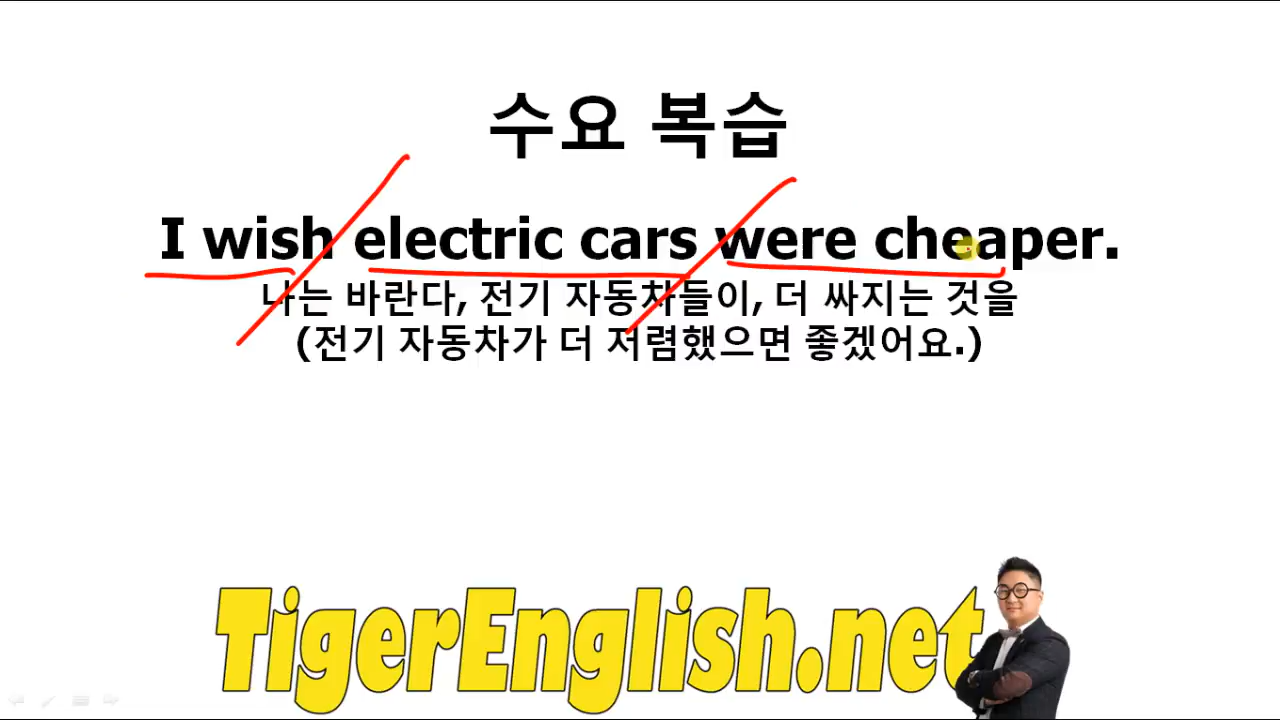 수요 복습
I wish electric cars were cheaper.
나는 바란다, 전기 자동차들이, 더 싸지는 것을
(전기 자동차가 더 저렴했으면 좋겠어요.)
TigerEnglish.net